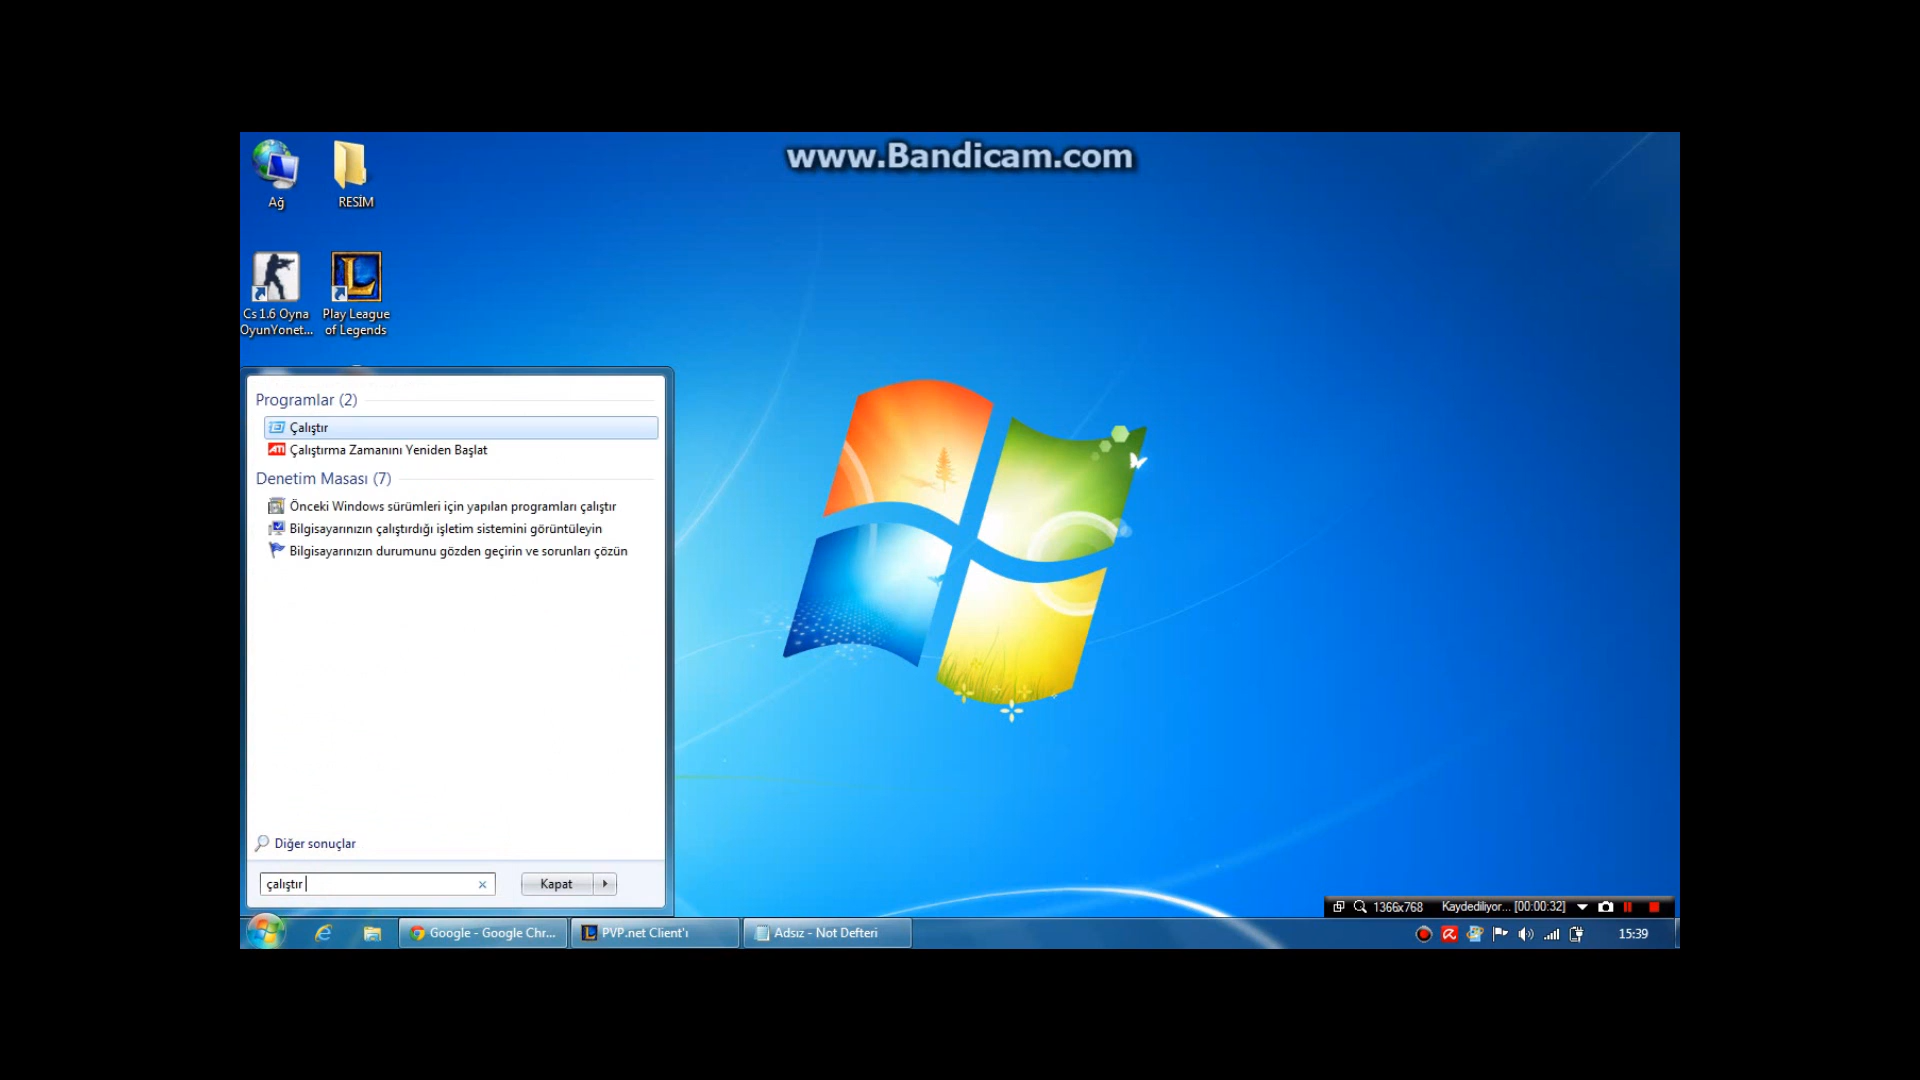 www.Bandicam.com
Ağ
RESİM
Cs 1.6 Oyna
OyunYonet...
Play League
of Legends
Programlar (2)
Çalıştır
Çalıştırma Zamanını Yeniden Başlat
Denetim Masası (7)
Önceki Windows sürümleri için yapılan programları çalıştır
Bilgisayarınızın çalıştırdığı işletim sistemini görüntüleyin
Bilgisayarınızın durumunu gözden geçirin ve sorunları çözün
Diğer sonuçlar
çalıştır
Kapat
1366x768 Kaydediliyor... [00:00:32]
Google - Google Chr...
PVP.net Client'ı
Adsız - Not Defteri
15:39